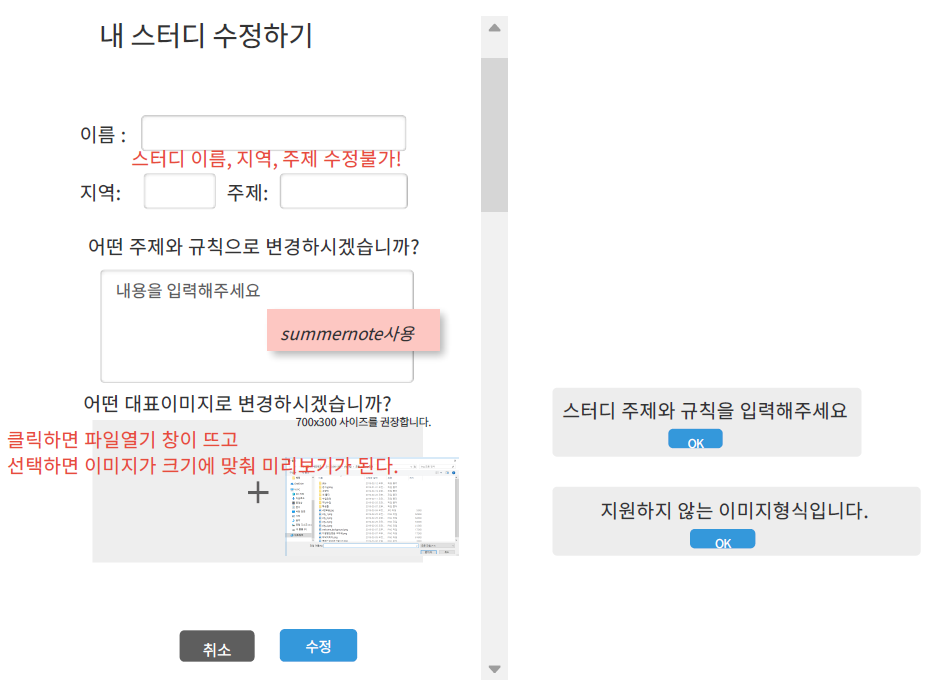 내 스터디 수정하기
이름 :
스터디 이름, 지역, 주제 수정불가!
지역: 주제:
어떤 주제와 규칙으로 변경하시겠습니까?
내용을 입력해주세요
summernote사용
어떤 대표이미지로 변경하시겠습니까?
700x300 사이즈를 권장합니다.
클릭하면 파일열기 창이 뜨고
선택하면 이미지가 크기에 맞춰 미리보기가 된다.
취소 수정
스터디 주제와 규칙을 입력해주세요
OK
지원하지 않는 이미지형식입니다.
OK